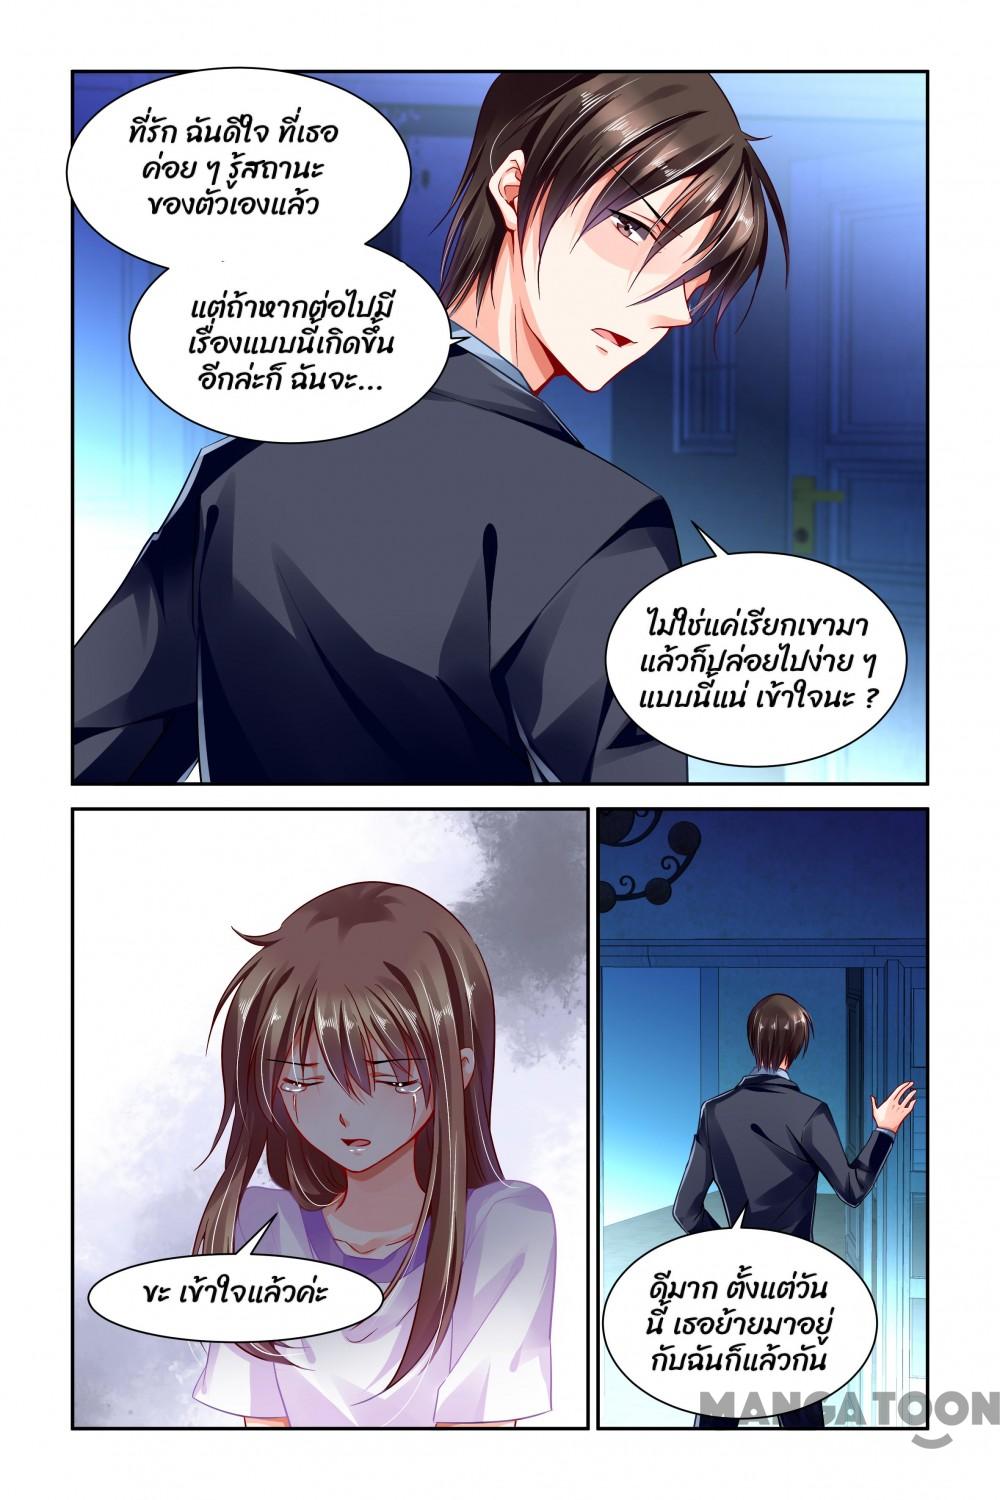 ที่รัก ฉันดีใจ ที่เธอ
ค่อย ๆ รู้สถานะ
ของตัวเองแล้ว
แต่ถ้าหากต่อไปมี
เรื่องแบบนี้เกิดขึ้น
อีกล่ะก็ ฉันจะ...
ไม่ใช่แค่เรียกเขามา
แล้วก็ปล่อยไปง่าย ๆ
แบบนี้แน่ เข้าใจนะ ?
ขะ เข้าใจแล้วค่ะ
ดีมาก ตั้งแต่วัน
นี้ เธอย้ายมาอยู่
กับฉันก็แล้วกัน
MANGATOON